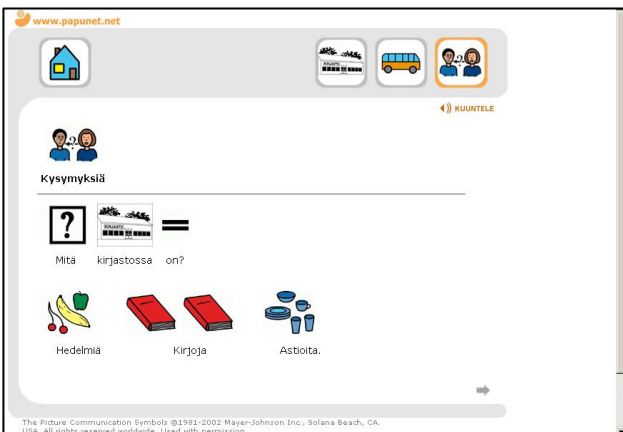 www.papunet.net
KIRJASTO
KUUNTELE
Kysymyksiä
KIRJASTO
Mitä kirjastossa on?
Hedelmiä Kirjoja Astioita.
The Picture Communication Symbols ©1981-2002 Mayer-Johnson Inc., Solana Beach, CA.
USA. All rights reserved worldwide. Used with permission.